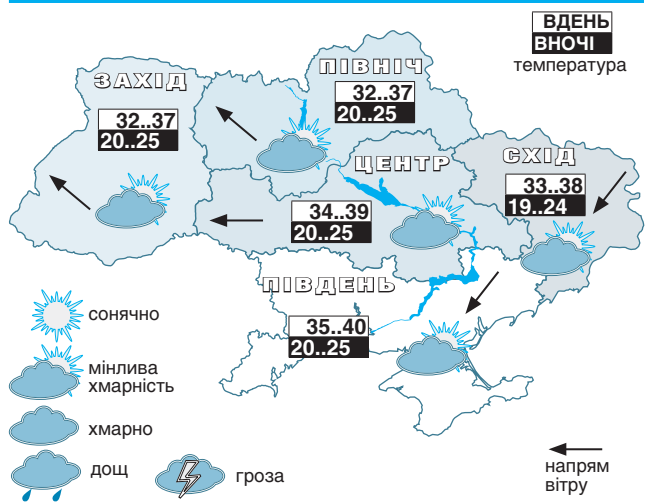 ВДЕНЬ
ВНОЧІ
температура
ЗАХІД
32..37
20..25
ПІВНІЧ
32..37
20..25
ЦЕНТР
34..39
20..25
СХІД
33..38
19..24
ПІВДЕНЬ
35..40
20..25
сонячно
мінлива
хмарність
хмарно
дощ
гроза
напрям
вітру